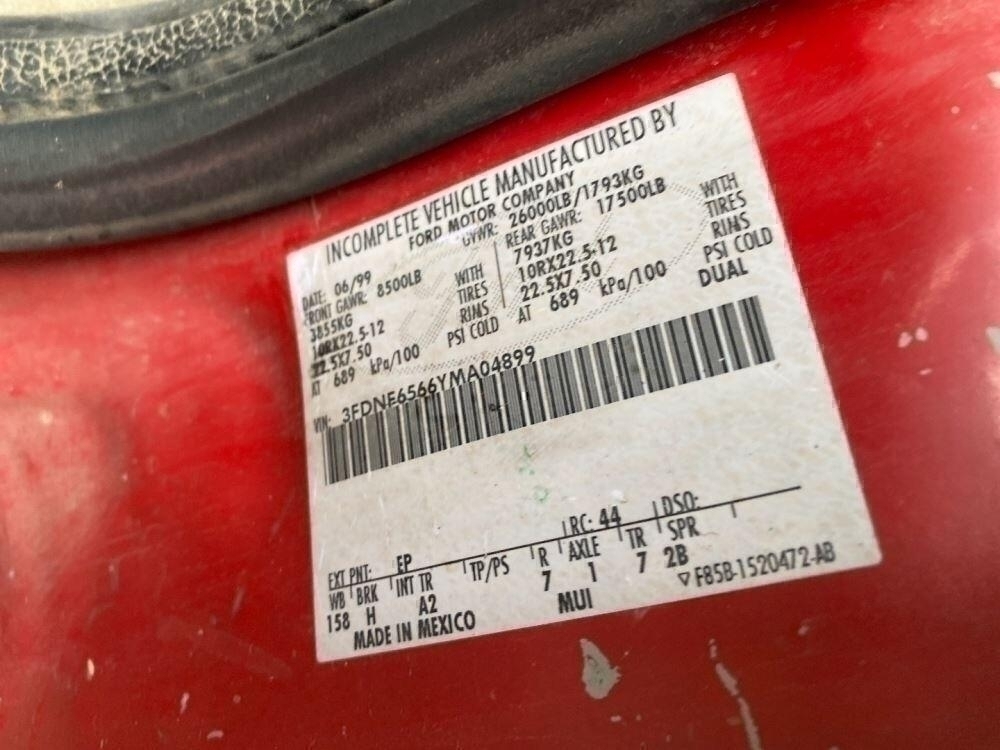 INCOMPLETE VEHICLE MANUFACTURED BY
FORD MOTOR COMPANY
DATE: 06/99 GVWR: 26000LB/1793KG
FRONT GAWR: 8500LB REAR GAWR: 17500LB
3855KG WITH 7937KG WITH
10RX22.5-12 TIRES 10RX22.5-12 TIRES
22.5X7.50 RIMS 22.5X7.50 RIMS
AT 689 kPa/100 PSI COLD AT 689 kPa/100 PSI COLD
DUAL
VIN: 3FDNF6566YMA04899
EXT PNT: EP RC: 44 DSO:
WB BRK INT TR TP/PS R AXLE TR SPR
158 H A2 7 1 7 2B
MADE IN MEXICO MUI ▽F85B-1520472-AB